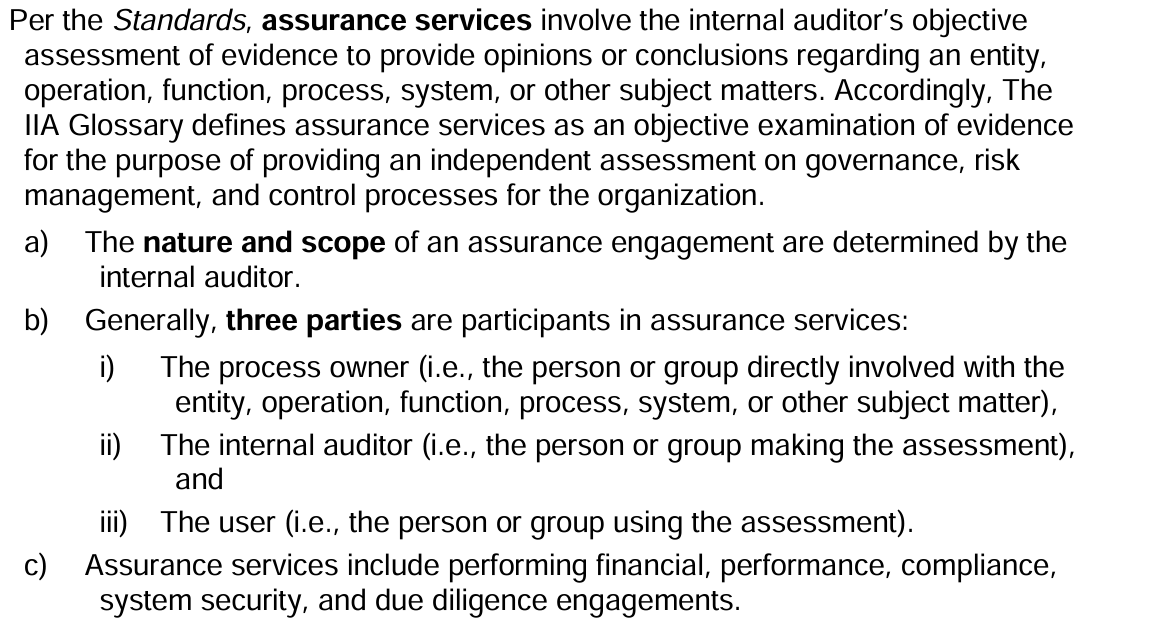 Per the Standards, assurance services involve the internal auditor's objective
assessment of evidence to provide opinions or conclusions regarding an entity,
operation, function, process, system, or other subject matters. Accordingly, The
IIA Glossary defines assurance services as an objective examination of evidence
for the purpose of providing an independent assessment on governance, risk
management, and control processes for the organization.
a) The nature and scope of an assurance engagement are determined by the
internal auditor.
b) Generally, three parties are participants in assurance services:
i) The process owner (i.e., the person or group directly involved with the
entity, operation, function, process, system, or other subject matter),
ii) The internal auditor (i.e., the person or group making the assessment),
and
iii) The user (i.e., the person or group using the assessment).
c) Assurance services include performing financial, performance, compliance,
system security, and due diligence engagements.